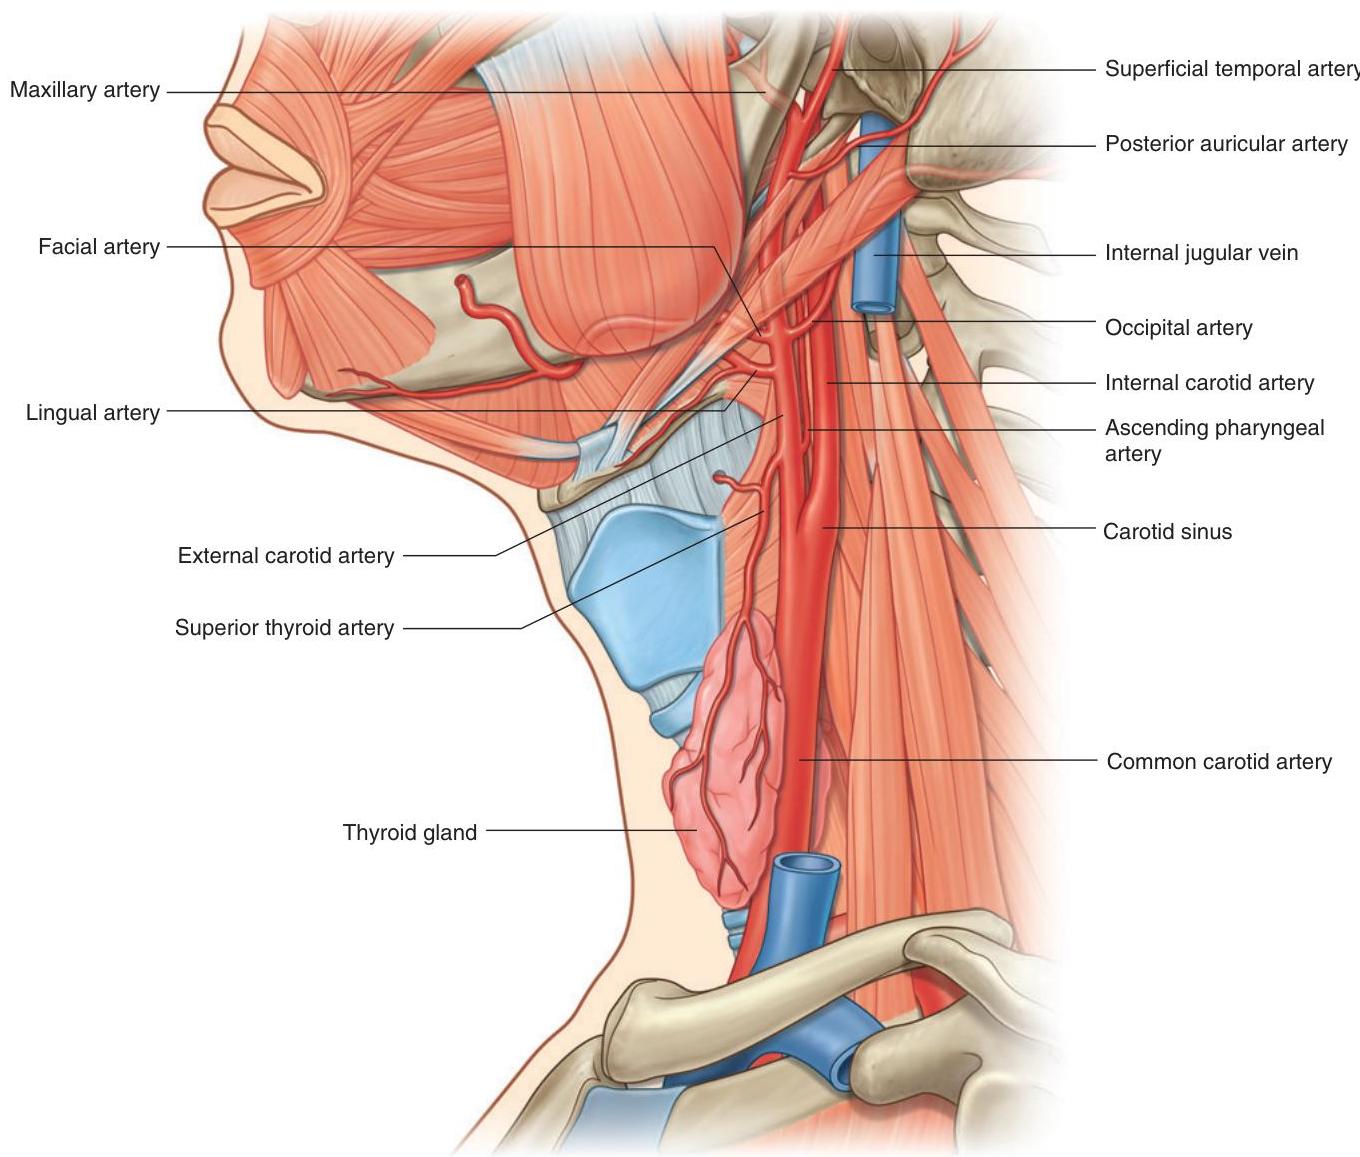 Superficial temporal artery
Maxillary artery
Posterior auricular artery
Facial artery
Internal jugular vein
Occipital artery
Internal carotid artery
Lingual artery
Ascending pharyngeal
artery
Carotid sinus
External carotid artery
Superior thyroid artery
Common carotid artery
Thyroid gland